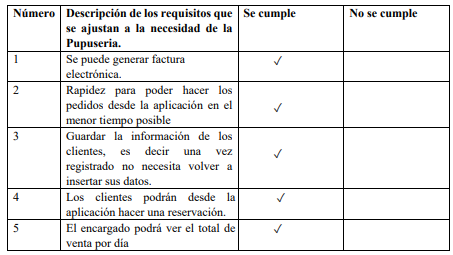 Número Descripción de los requisitos que Se cumple No se cumple
se ajustan a la necesidad de la
Pupuseria.
1 Se puede generar factura ✓
electrónica.
2 Rapidez para poder hacer los
pedidos desde la aplicación en el ✓
menor tiempo posible
3 Guardar la información de los
clientes, es decir una vez ✓
registrado no necesita volver a
insertar sus datos.
4 Los clientes podrán desde la ✓
aplicación hacer una reservación.
5 El encargado podrá ver el total de ✓
venta por día